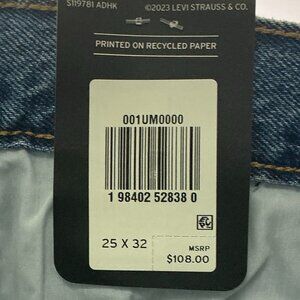 S119781 ADHK ©2023 LEVI STRAUSS & CO.
PRINTED ON RECYCLED PAPER
001UM0000
1 98402 52838 0
25 X 32
MSRP
$108.00